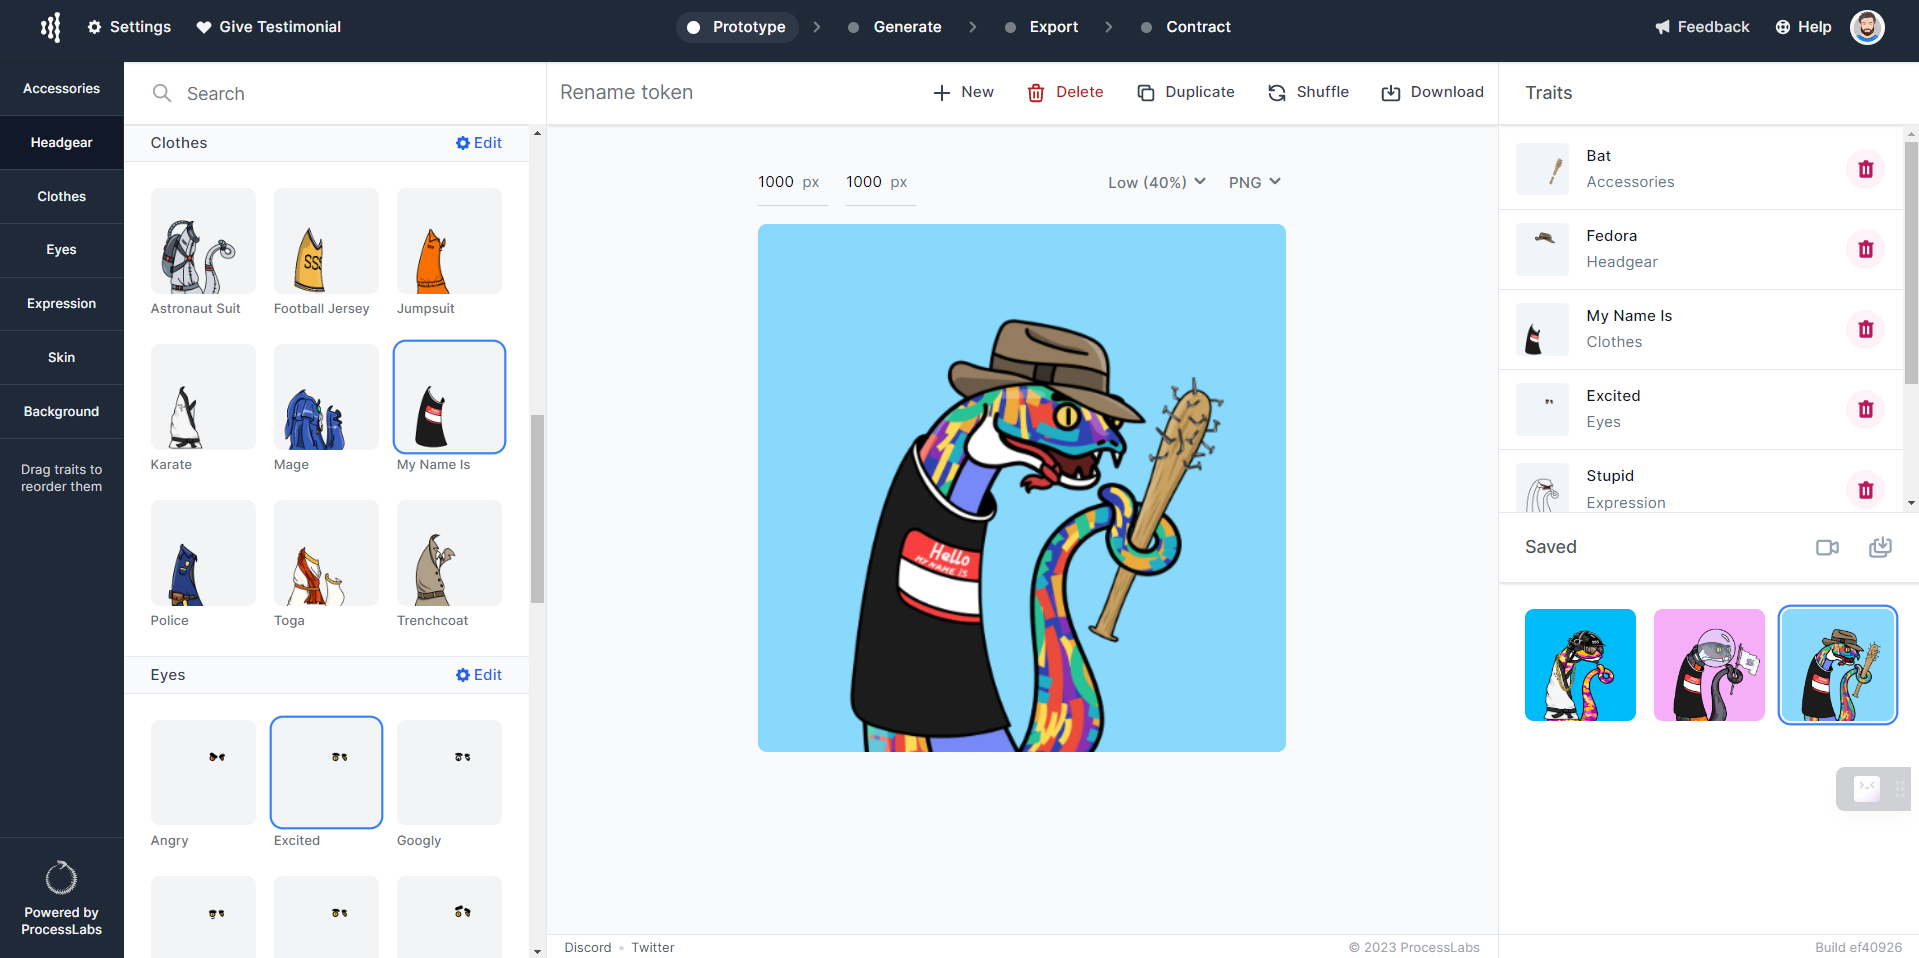 Settings
Give Testimonial
Prototype
Generate
Export
Contract
Feedback
Help
Accessories
Headgear
Clothes
Eyes
Expression
Skin
Background
Drag traits to
reorder them
Powered by
ProcessLabs
Search
Clothes
Edit
Astronaut Suit
Football Jersey
Jumpsuit
SSS
Karate
Mage
My Name Is
Police
Toga
Trenchcoat
Eyes
Edit
Angry
Excited
Googly
Rename token
New
Delete
Duplicate
Shuffle
Download
1000 px
1000 px
Low (40%)
PNG
Hello
MY NAME IS
Discord • Twitter
© 2023 ProcessLabs
Traits
Bat
Accessories
Fedora
Headgear
My Name Is
Clothes
Excited
Eyes
Stupid
Expression
Saved
Build ef40926